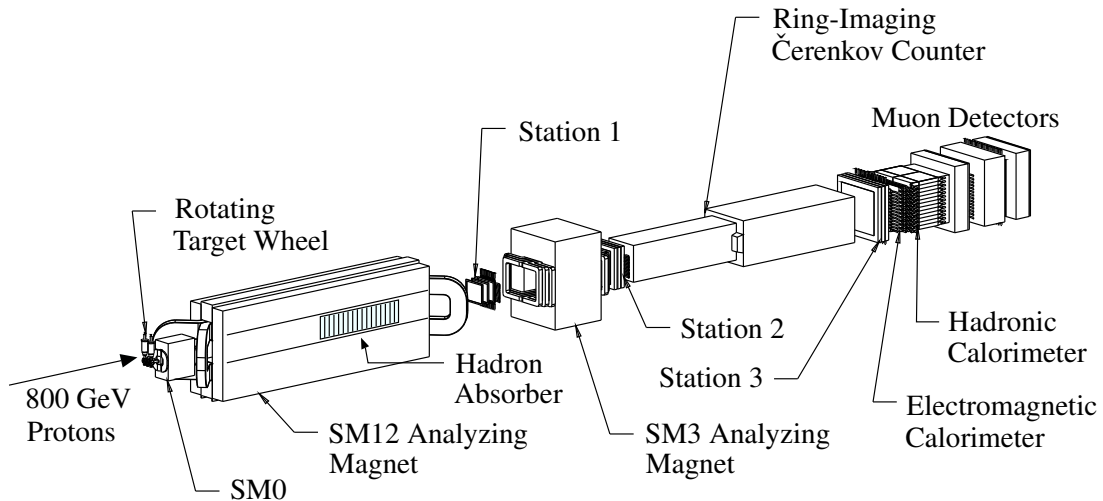 Ring-Imaging
Čerenkov Counter
Station 1
Muon Detectors
Rotating
Target Wheel
Station 2
Hadronic
Calorimeter
Station 3
Hadron
Absorber
800 GeV
Protons
SM12 Analyzing
Magnet
SM3 Analyzing
Magnet
Electromagnetic
Calorimeter
SM0